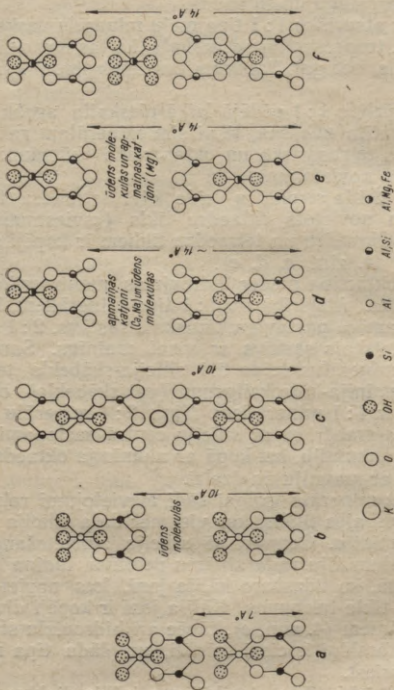 7 A°
a
ūdens
molekulas
10 A°
b
10 A°
c
apmaiņas
katjoni
(Ca,Na) un ūdens
molekulas
~ 14 A°
d
ūdens mole-
kulas un ap-
maiņas kat-
joni (Mg)
14 A°
e
14 A°
f
K
O
OH
Si
Al
Al,Si
Al,Mg,Fe